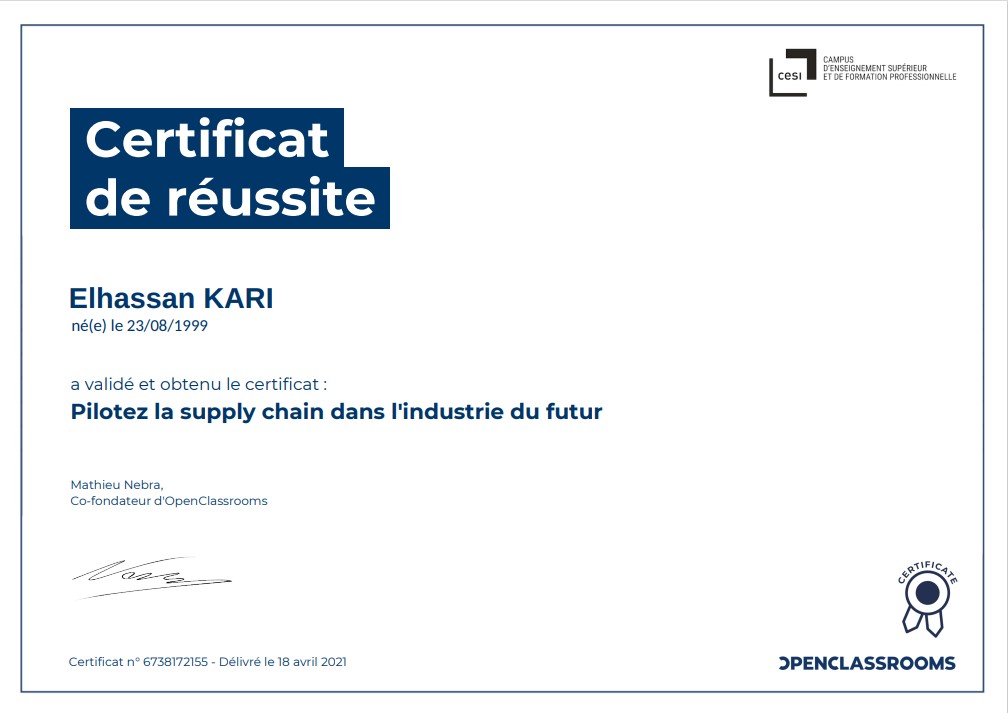 cesi
CAMPUS
D'ENSEIGNEMENT SUPÉRIEUR
ET DE FORMATION PROFESSIONNELLE
Certificat
de réussite
Elhassan KARI
né(e) le 23/08/1999
a validé et obtenu le certificat :
Pilotez la supply chain dans l'industrie du futur
Mathieu Nebra,
Co-fondateur d'OpenClassrooms
CERTIFICATE
Certificat n° 6738172155 - Délivré le 18 avril 2021
OPENCLASSROOMS